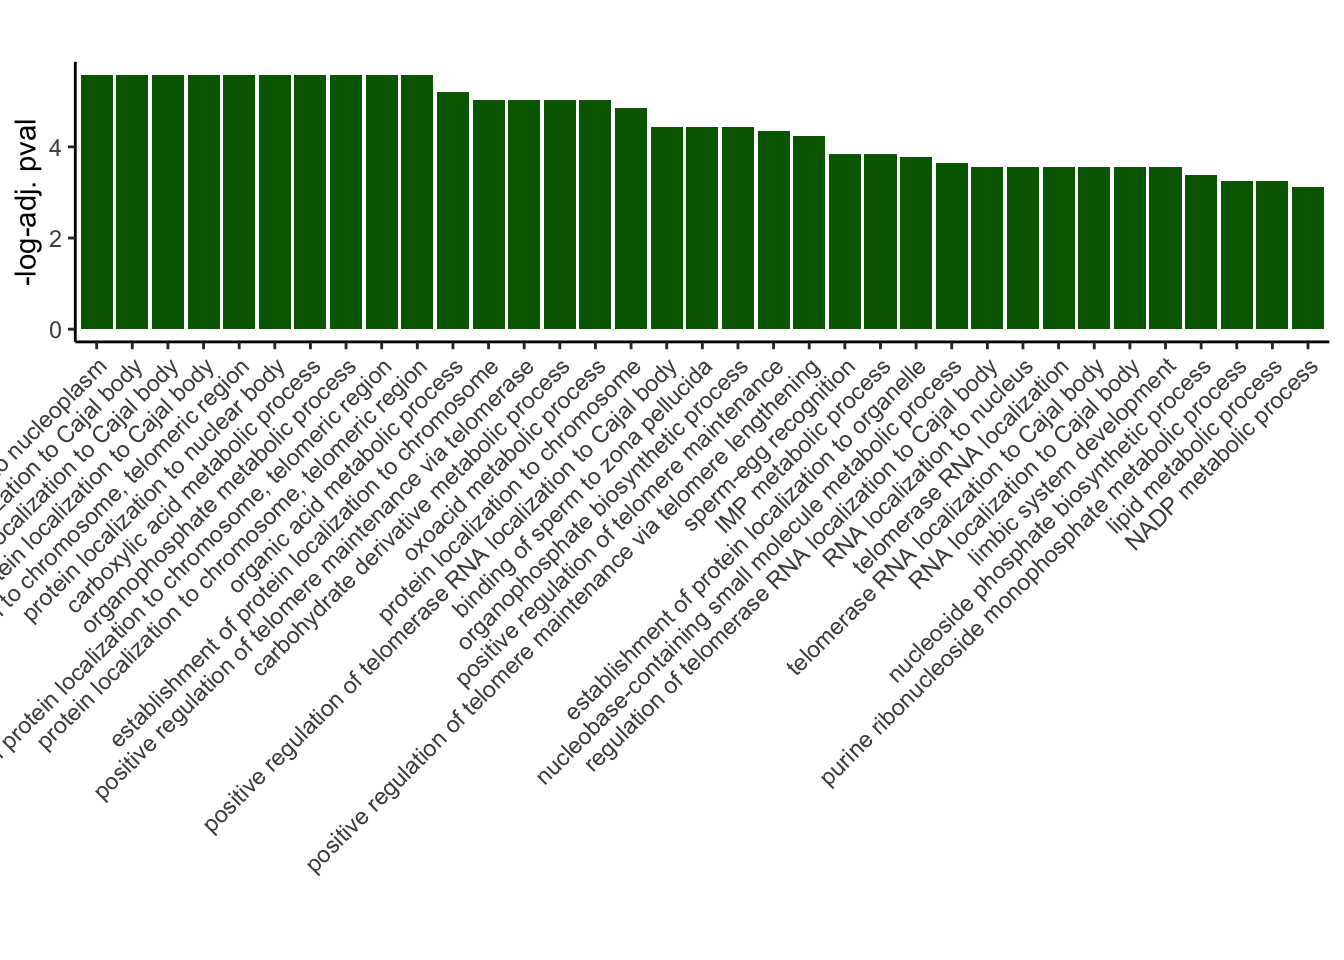 -log-adj. pval
4
2
0
nucleoplasm
to Cajal body
to Cajal body
localization to Cajal body
to chromosome, telomeric region
protein localization to nuclear body
carboxylic acid metabolic process
organophosphate metabolic process
protein localization to chromosome, telomeric region
protein localization to chromosome, telomeric region
organic acid metabolic process
establishment of protein localization to chromosome
positive regulation of telomere maintenance via telomerase
carbohydrate derivative metabolic process
oxoacid metabolic process
protein localization to chromosome
positive regulation of telomerase RNA localization to Cajal body
binding of sperm to zona pellucida
organophosphate biosynthetic process
positive regulation of telomere maintenance
positive regulation of telomere maintenance via telomere lengthening
sperm-egg recognition
IMP metabolic process
establishment of protein localization to organelle
nucleobase-containing small molecule metabolic process
regulation of telomerase RNA localization to Cajal body
RNA localization to nucleus
telomerase RNA localization
telomerase RNA localization to Cajal body
RNA localization to Cajal body
limbic system development
nucleoside phosphate biosynthetic process
purine ribonucleoside monophosphate metabolic process
lipid metabolic process
NADP metabolic process